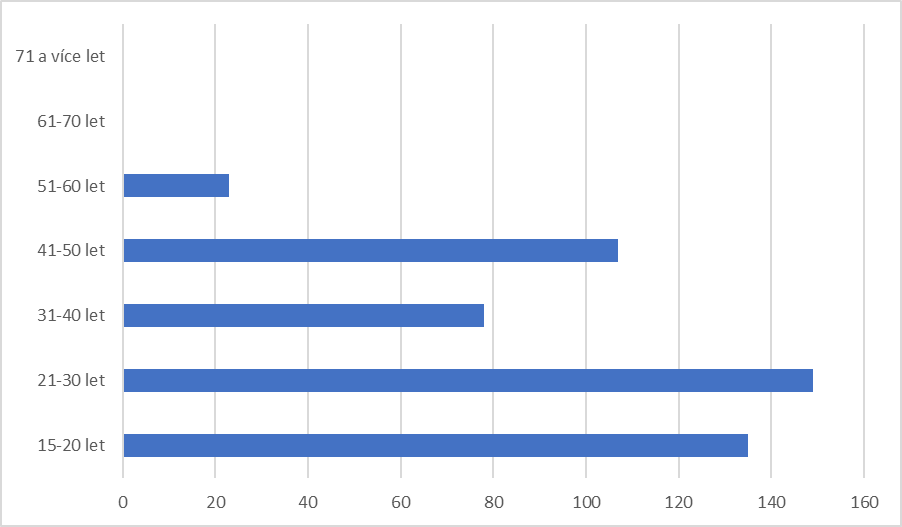 71 a více let
61-70 let
51-60 let
41-50 let
31-40 let
21-30 let
15-20 let
0 20 40 60 80 100 120 140 160